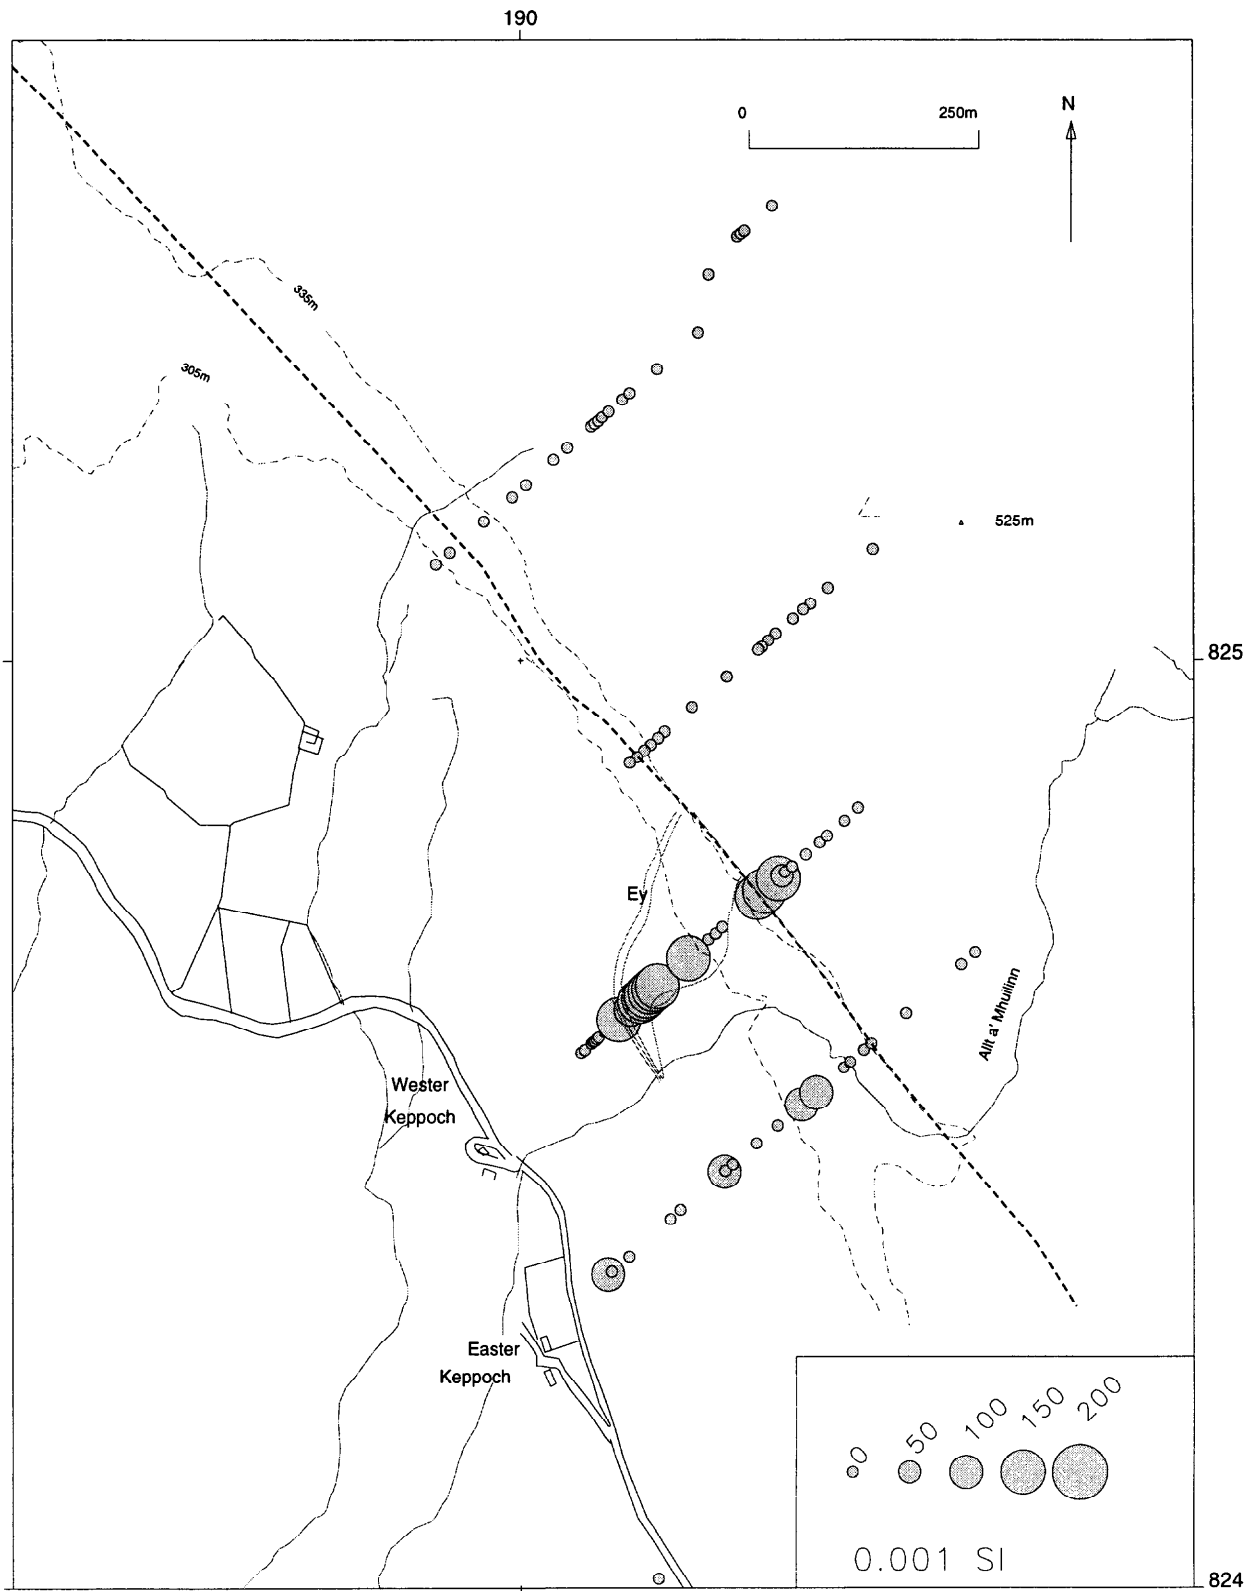 190
0 250m
N
335m
305m
525m
825
Ey
Allt a' Mhuilinn
Wester
Keppoch
Easter
Keppoch
0 50 100 150 200
0.001 SI
824